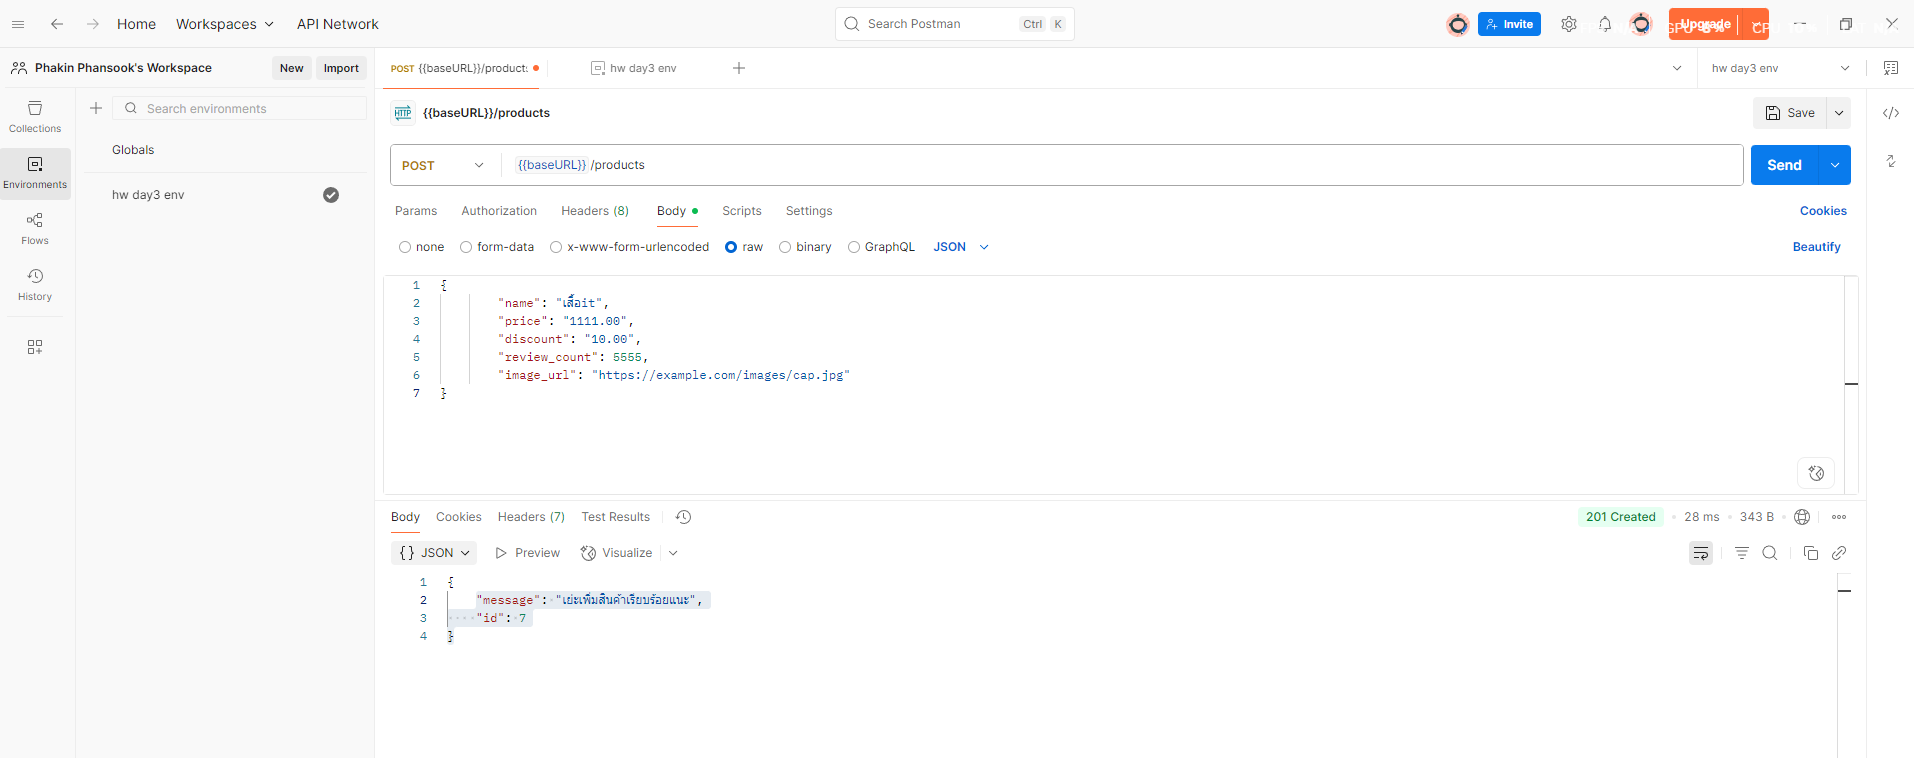 Home Workspaces API Network Search Postman Ctrl K Invite Upgrade
Phakin Phansook's Workspace New Import POST {{baseURL}}/product: hw day3 env hw day3 env
Search environments {{baseURL}}/products Save
Collections
Globals
POST {{baseURL}} /products Send
Environments
hw day3 env
Params Authorization Headers (8) Body Scripts Settings Cookies
Flows
none form-data x-www-form-urlencoded raw binary GraphQL JSON Beautify
History
1 {
2 "name": "เสื้อit",
3 "price": "1111.00",
4 "discount": "10.00",
5 "review_count": 5555,
6 "image_url": "https://example.com/images/cap.jpg"
7 }
Body Cookies Headers (7) Test Results 201 Created 28 ms 343 B
{} JSON Preview Visualize
1 {
2 "message": "เย่ะเพิ่มสินค้าเรียบร้อยแนะ",
3 "id": 7
4 }